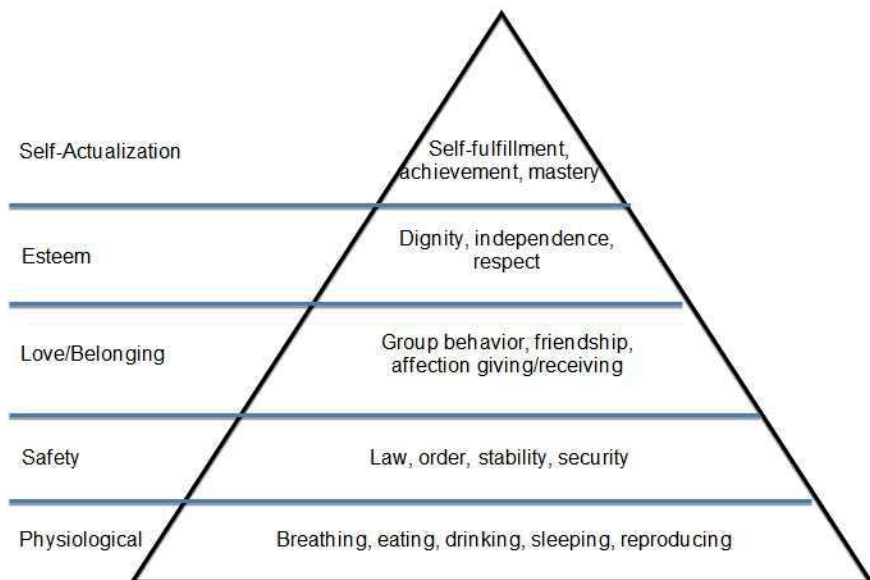 Self-Actualization
Self-fulfillment,
achievement, mastery
Esteem
Dignity, independence,
respect
Love/Belonging
Group behavior, friendship,
affection giving/receiving
Safety
Law, order, stability, security
Physiological
Breathing, eating, drinking, sleeping, reproducing